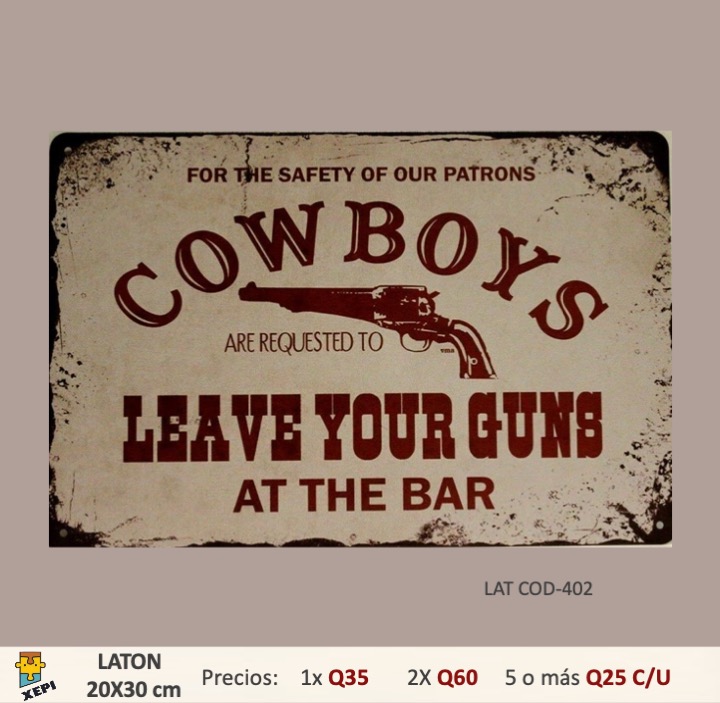 FOR THE SAFETY OF OUR PATRONS
COWBOYS
ARE REQUESTED TO
LEAVE YOUR GUNS
AT THE BAR
LAT COD-402
LATON
20X30 cm
Precios: 1x Q35 2X Q60 5 o más Q25 C/U
XEPI